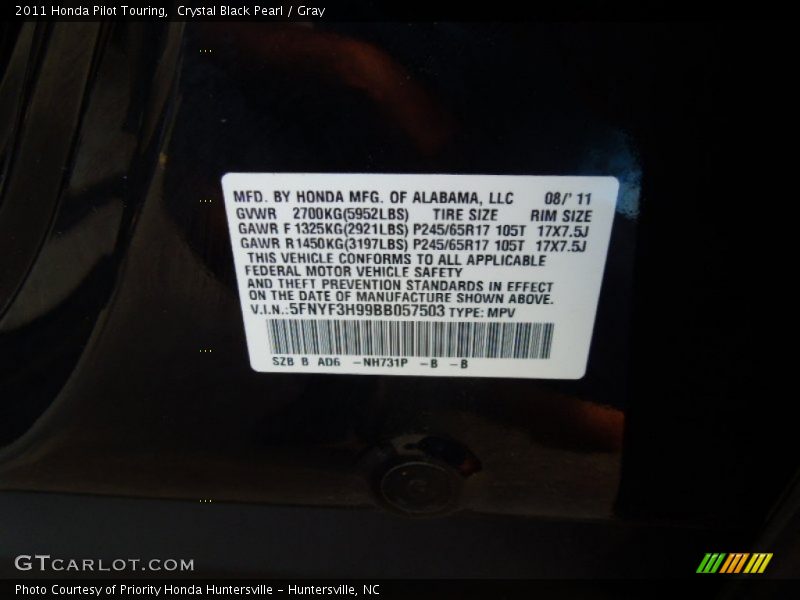 2011 Honda Pilot Touring,  Crystal Black Pearl / Gray
MFD. BY HONDA MFG. OF ALABAMA, LLC 08/' 11
GVWR 2700KG(5952LBS) TIRE SIZE RIM SIZE
GAWR F 1325KG(2921LBS) P245/65R17 105T 17X7.5J
GAWR R1450KG(3197LBS) P245/65R17 105T 17X7.5J
THIS VEHICLE CONFORMS TO ALL APPLICABLE
FEDERAL MOTOR VEHICLE SAFETY
AND THEFT PREVENTION STANDARDS IN EFFECT
ON THE DATE OF MANUFACTURE SHOWN ABOVE.
V.I.N.:5FNYF3H99BB057503 TYPE: MPV
SZB B AD6 -NH731P -B -B
GTCARLOT.COM
Photo Courtesy of Priority Honda Huntersville - Huntersville, NC